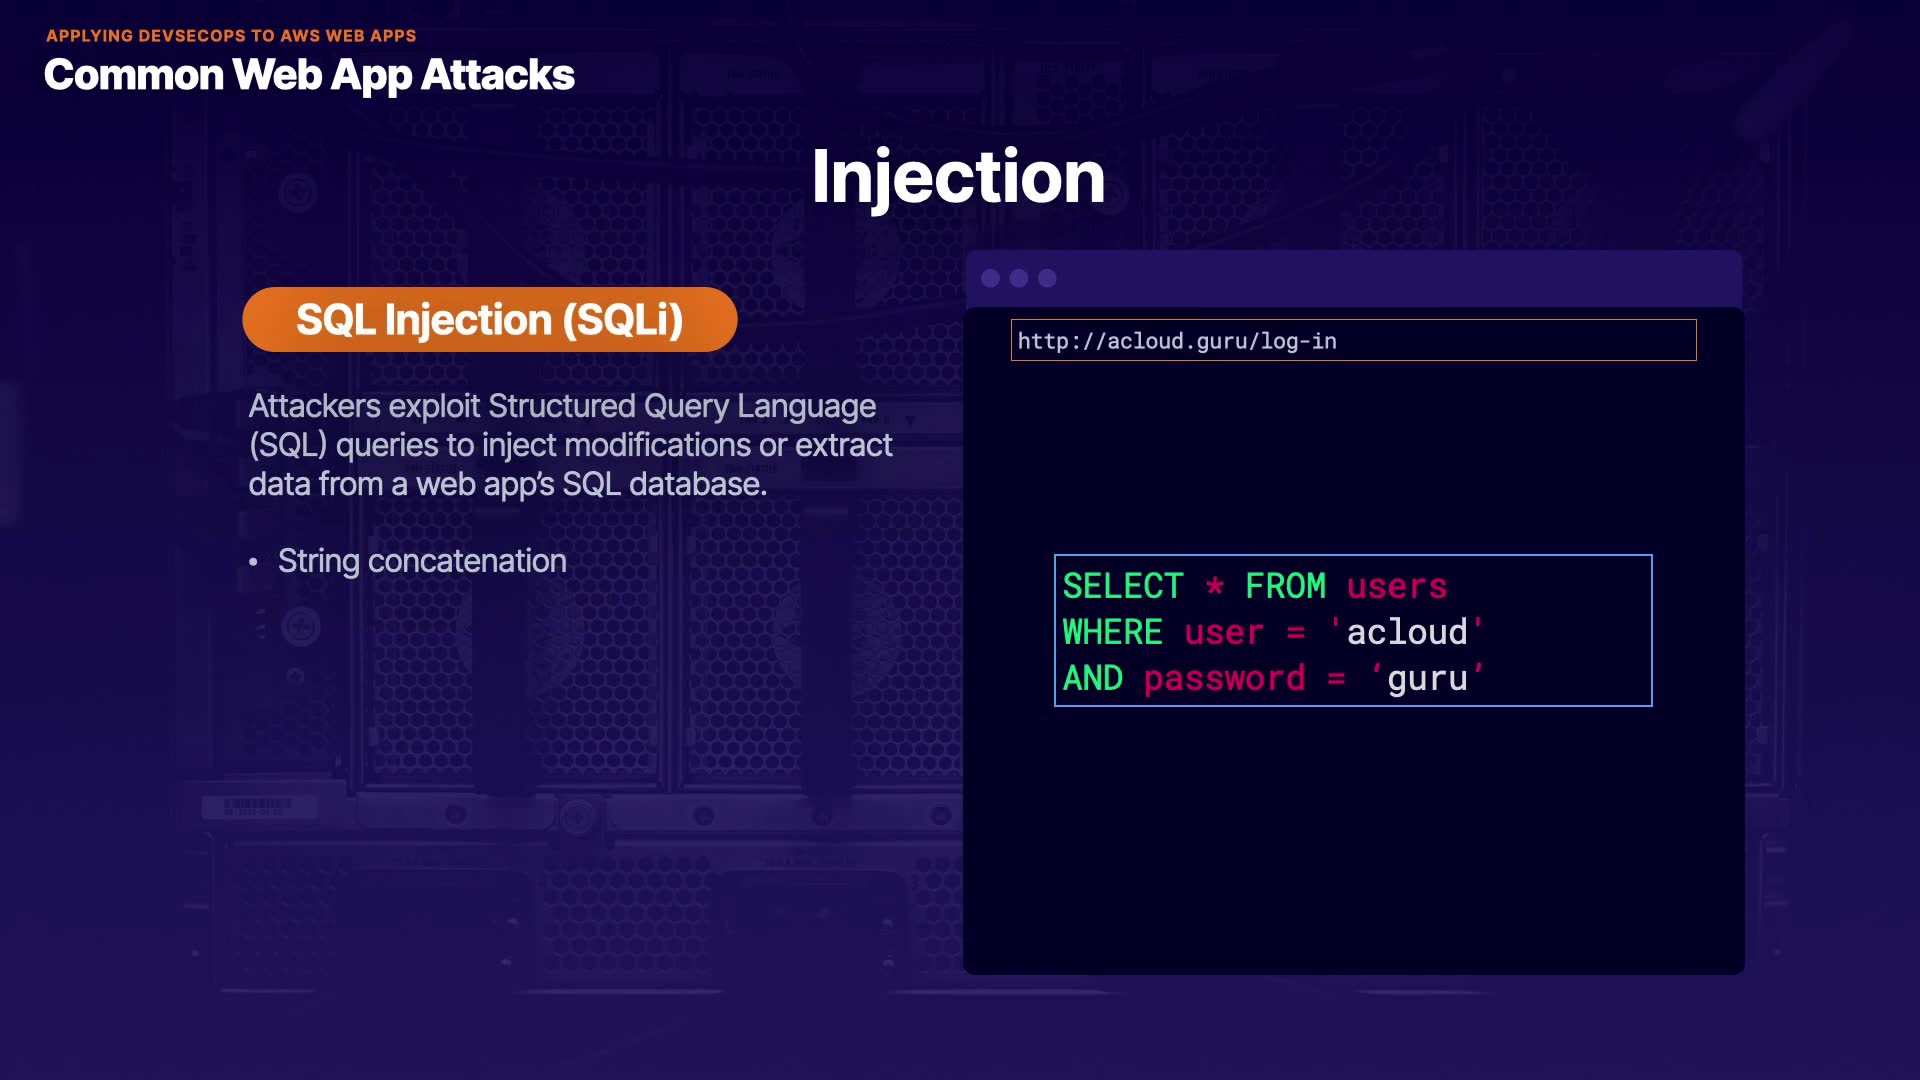 APPLYING DEVSECOPS TO AWS WEB APPS
Common Web App Attacks
Injection
SQL Injection (SQLi)
Attackers exploit Structured Query Language
(SQL) queries to inject modifications or extract
data from a web app’s SQL database.
• String concatenation
http://acloud.guru/log-in
SELECT * FROM users
WHERE user = 'acloud'
AND password = ‘guru’